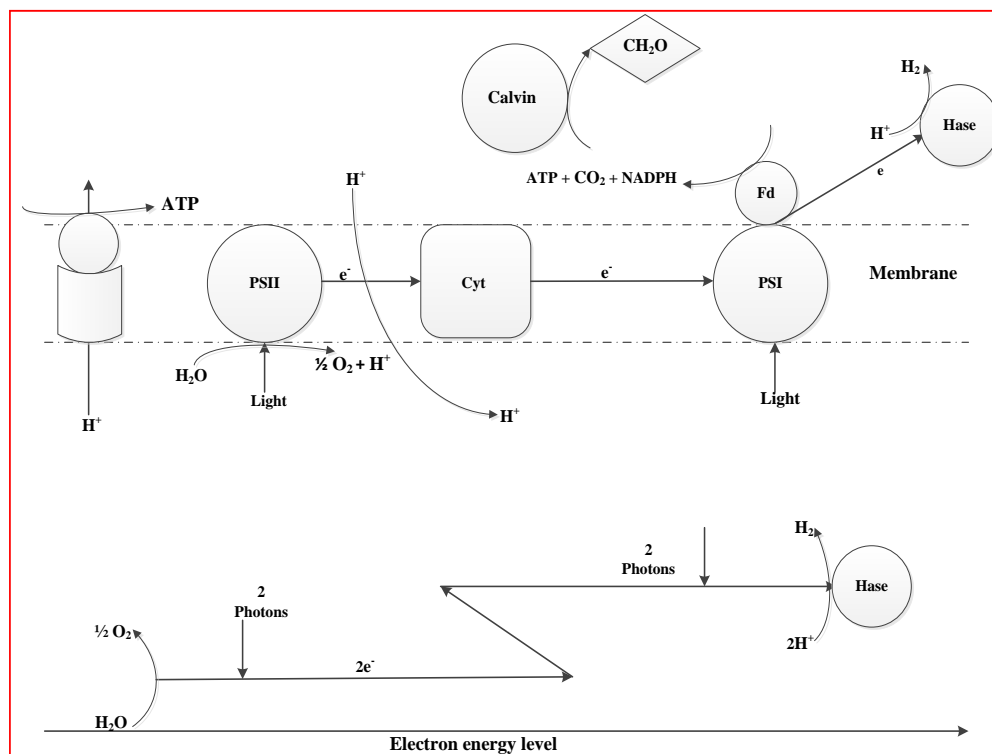 CH₂O
Calvin
H₂
Hase
H⁺
e
H⁺
ATP + CO₂ + NADPH
Fd
ATP
PSII
e⁻
Cyt
e⁻
PSI
Membrane
H₂O
½ O₂ + H⁺
Light
Light
H⁺
H⁺
H₂
2
Photons
Hase
2
Photons
½ O₂
2H⁺
2e⁻
H₂O
Electron energy level